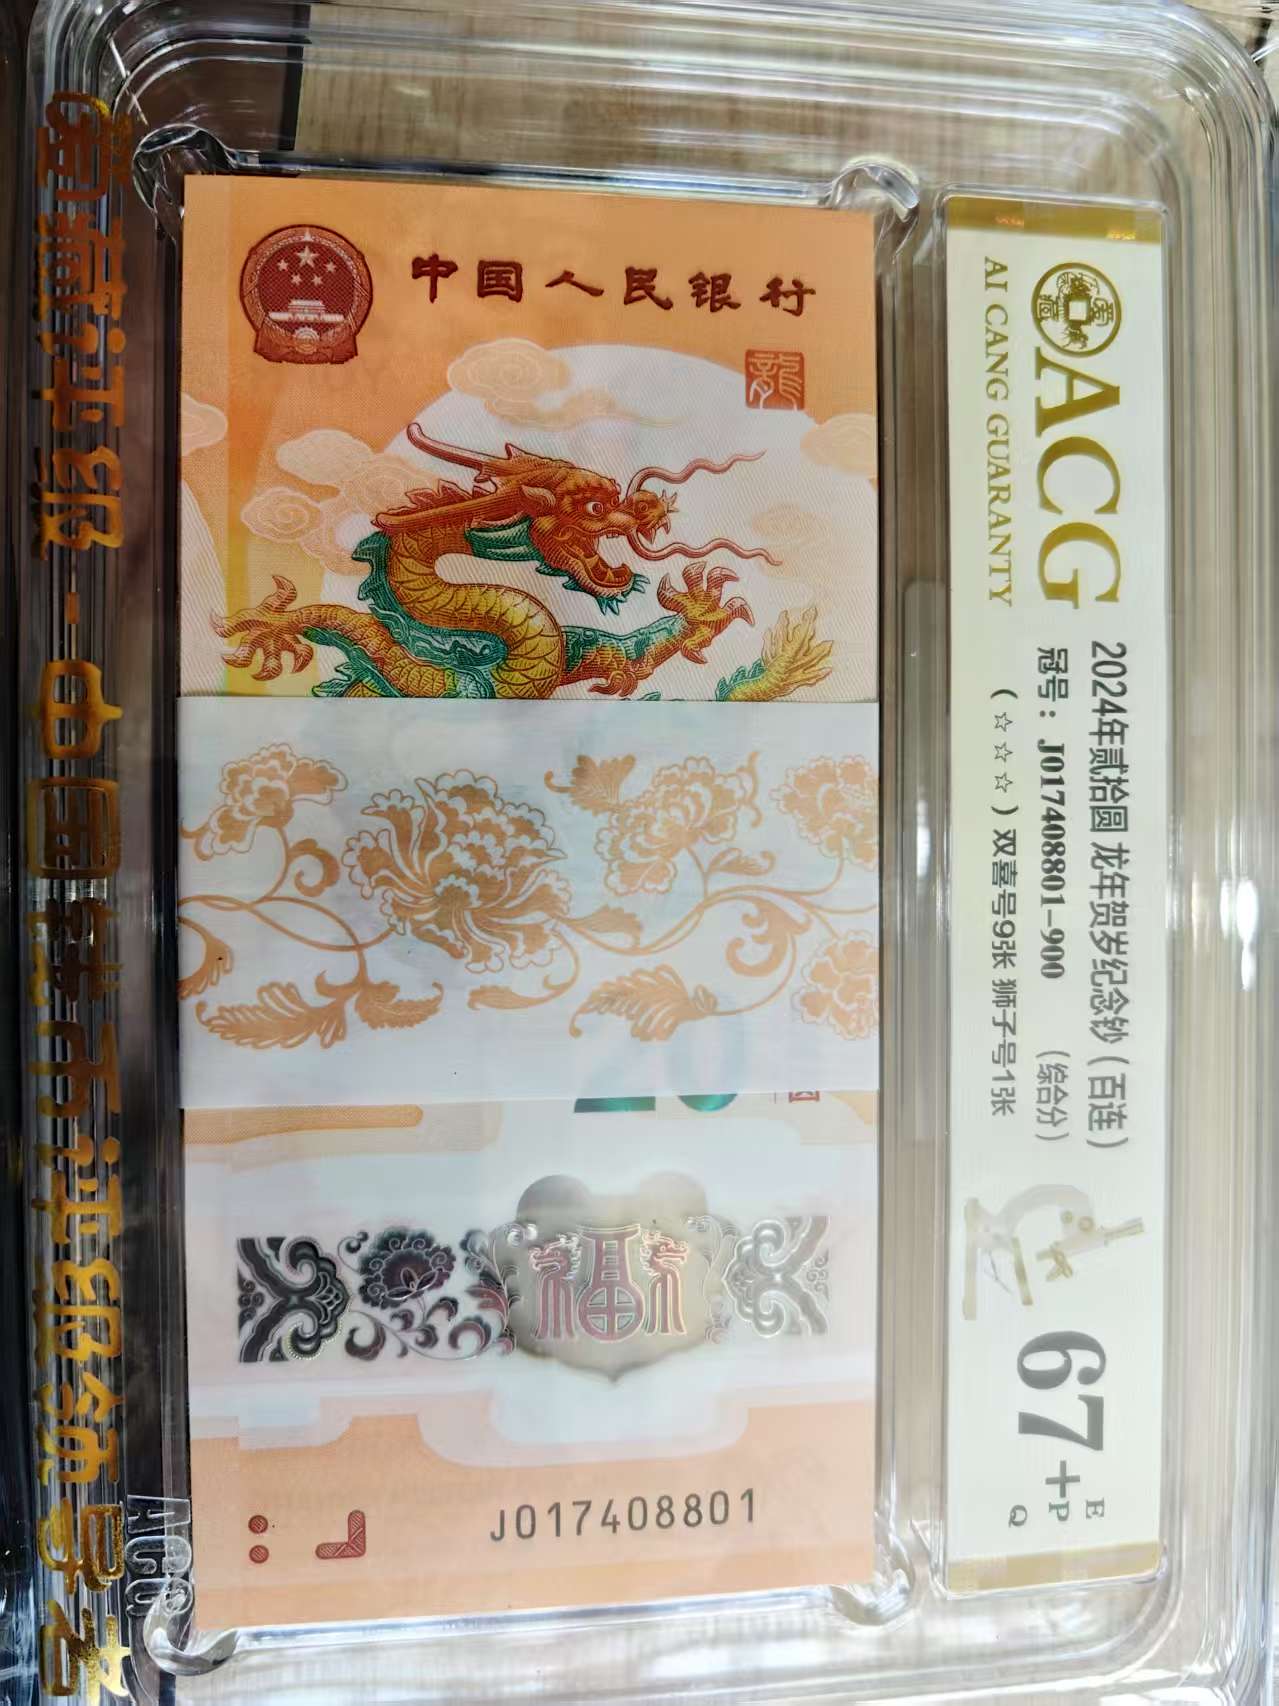 ACG
AI CANG GUARANTY
2024年贰拾圆 龙年贺岁纪念钞（百连）
冠号：J017408801-900 （综合分）
（☆☆☆）双喜号9张 狮子号1张
67+
E
P
Q
中国人民银行
龍
20
福
J017408801
爱藏评级-中国钱币评级领导者
ACG